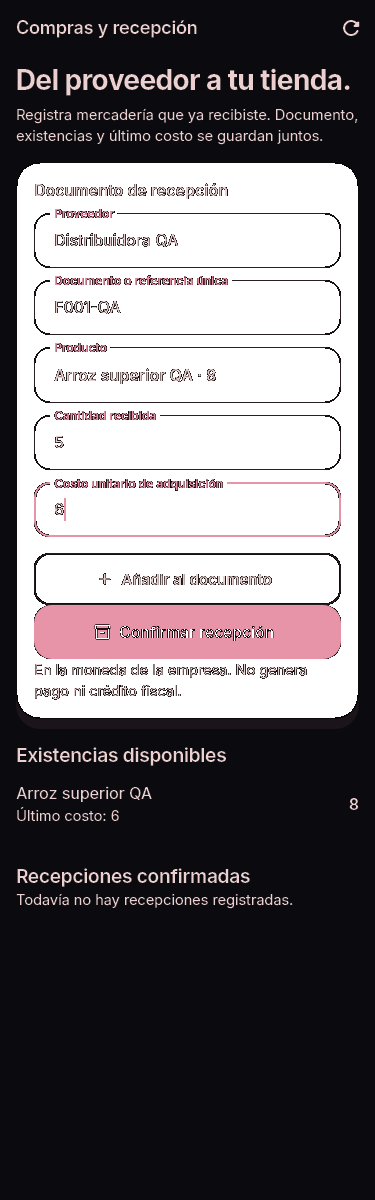 Compras y recepción
Del proveedor a tu tienda.
Registra mercadería que ya recibiste. Documento,
existencias y último costo se guardan juntos.
Documento de recepción
Proveedor
Distribuidora QA
Documento o referencia única
F001-QA
Producto
Arroz superior QA · 8
Cantidad recibida
5
Costo unitario de adquisición
6
Añadir al documento
Confirmar recepción
En la moneda de la empresa. No genera
pago ni crédito fiscal.
Existencias disponibles
Arroz superior QA
Último costo: 6
8
Recepciones confirmadas
Todavía no hay recepciones registradas.